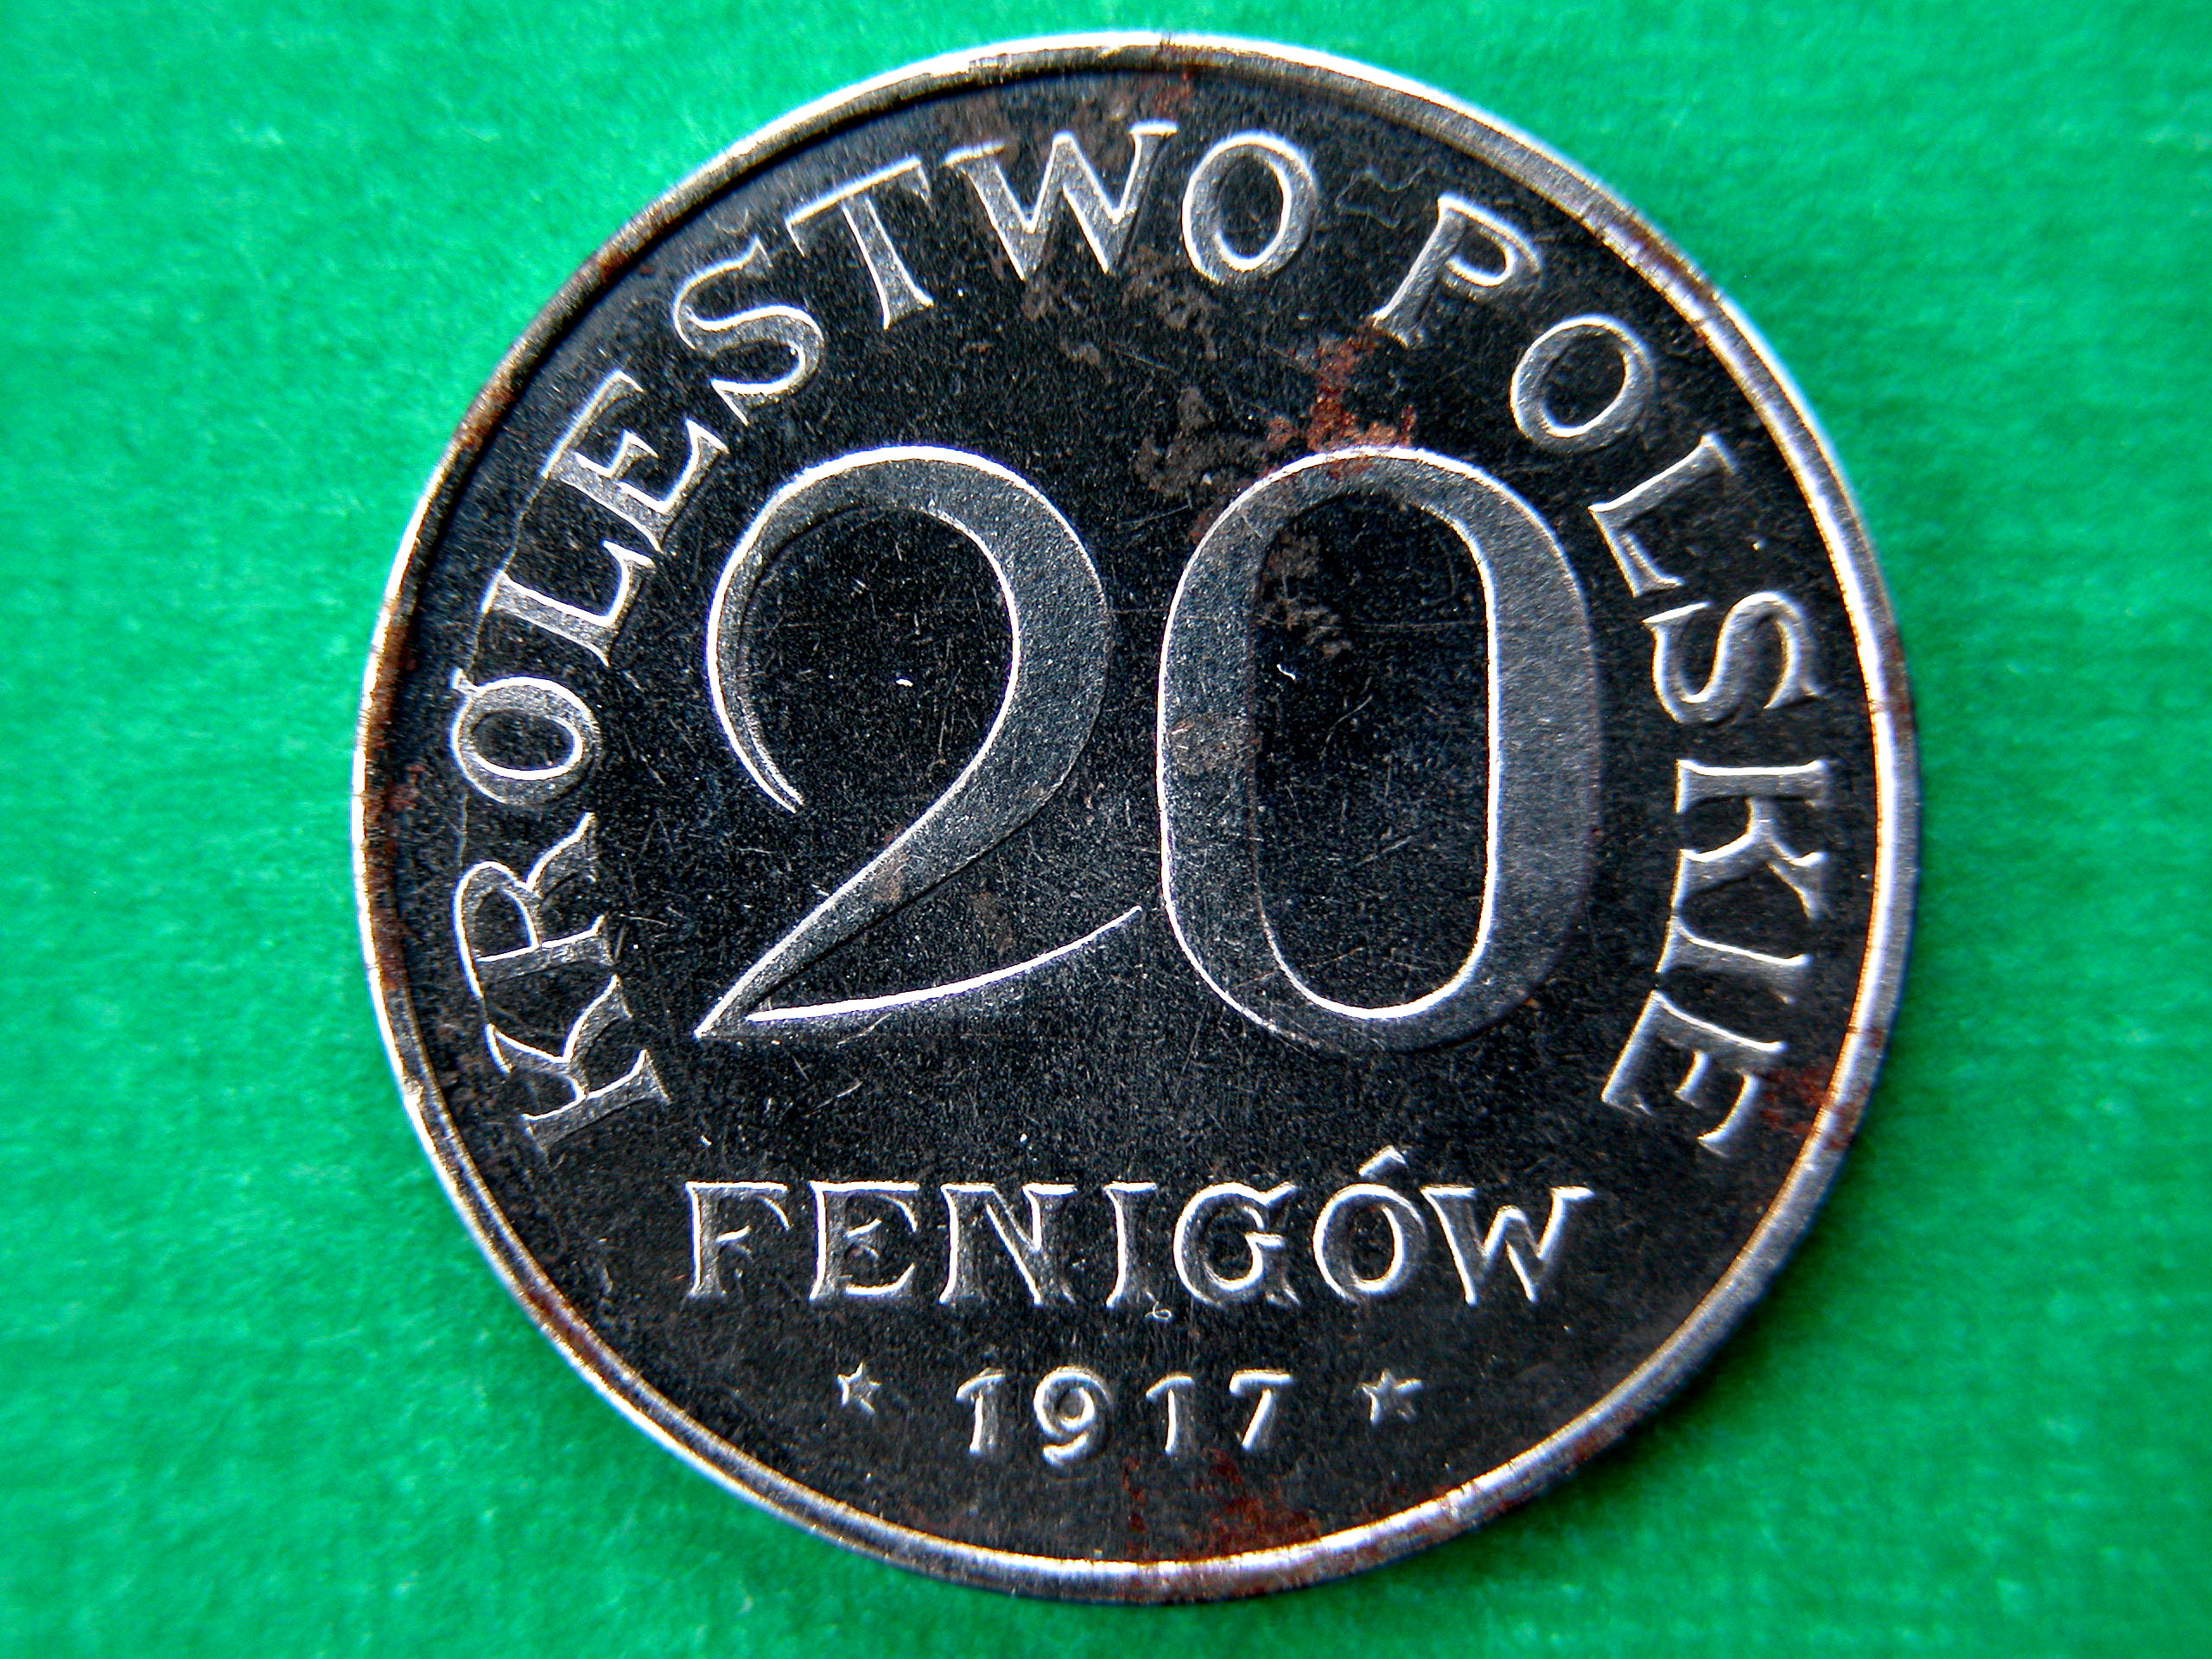 KRÓLESTWO POLSKIE
20
FENIGÓW
★ 1917 ★